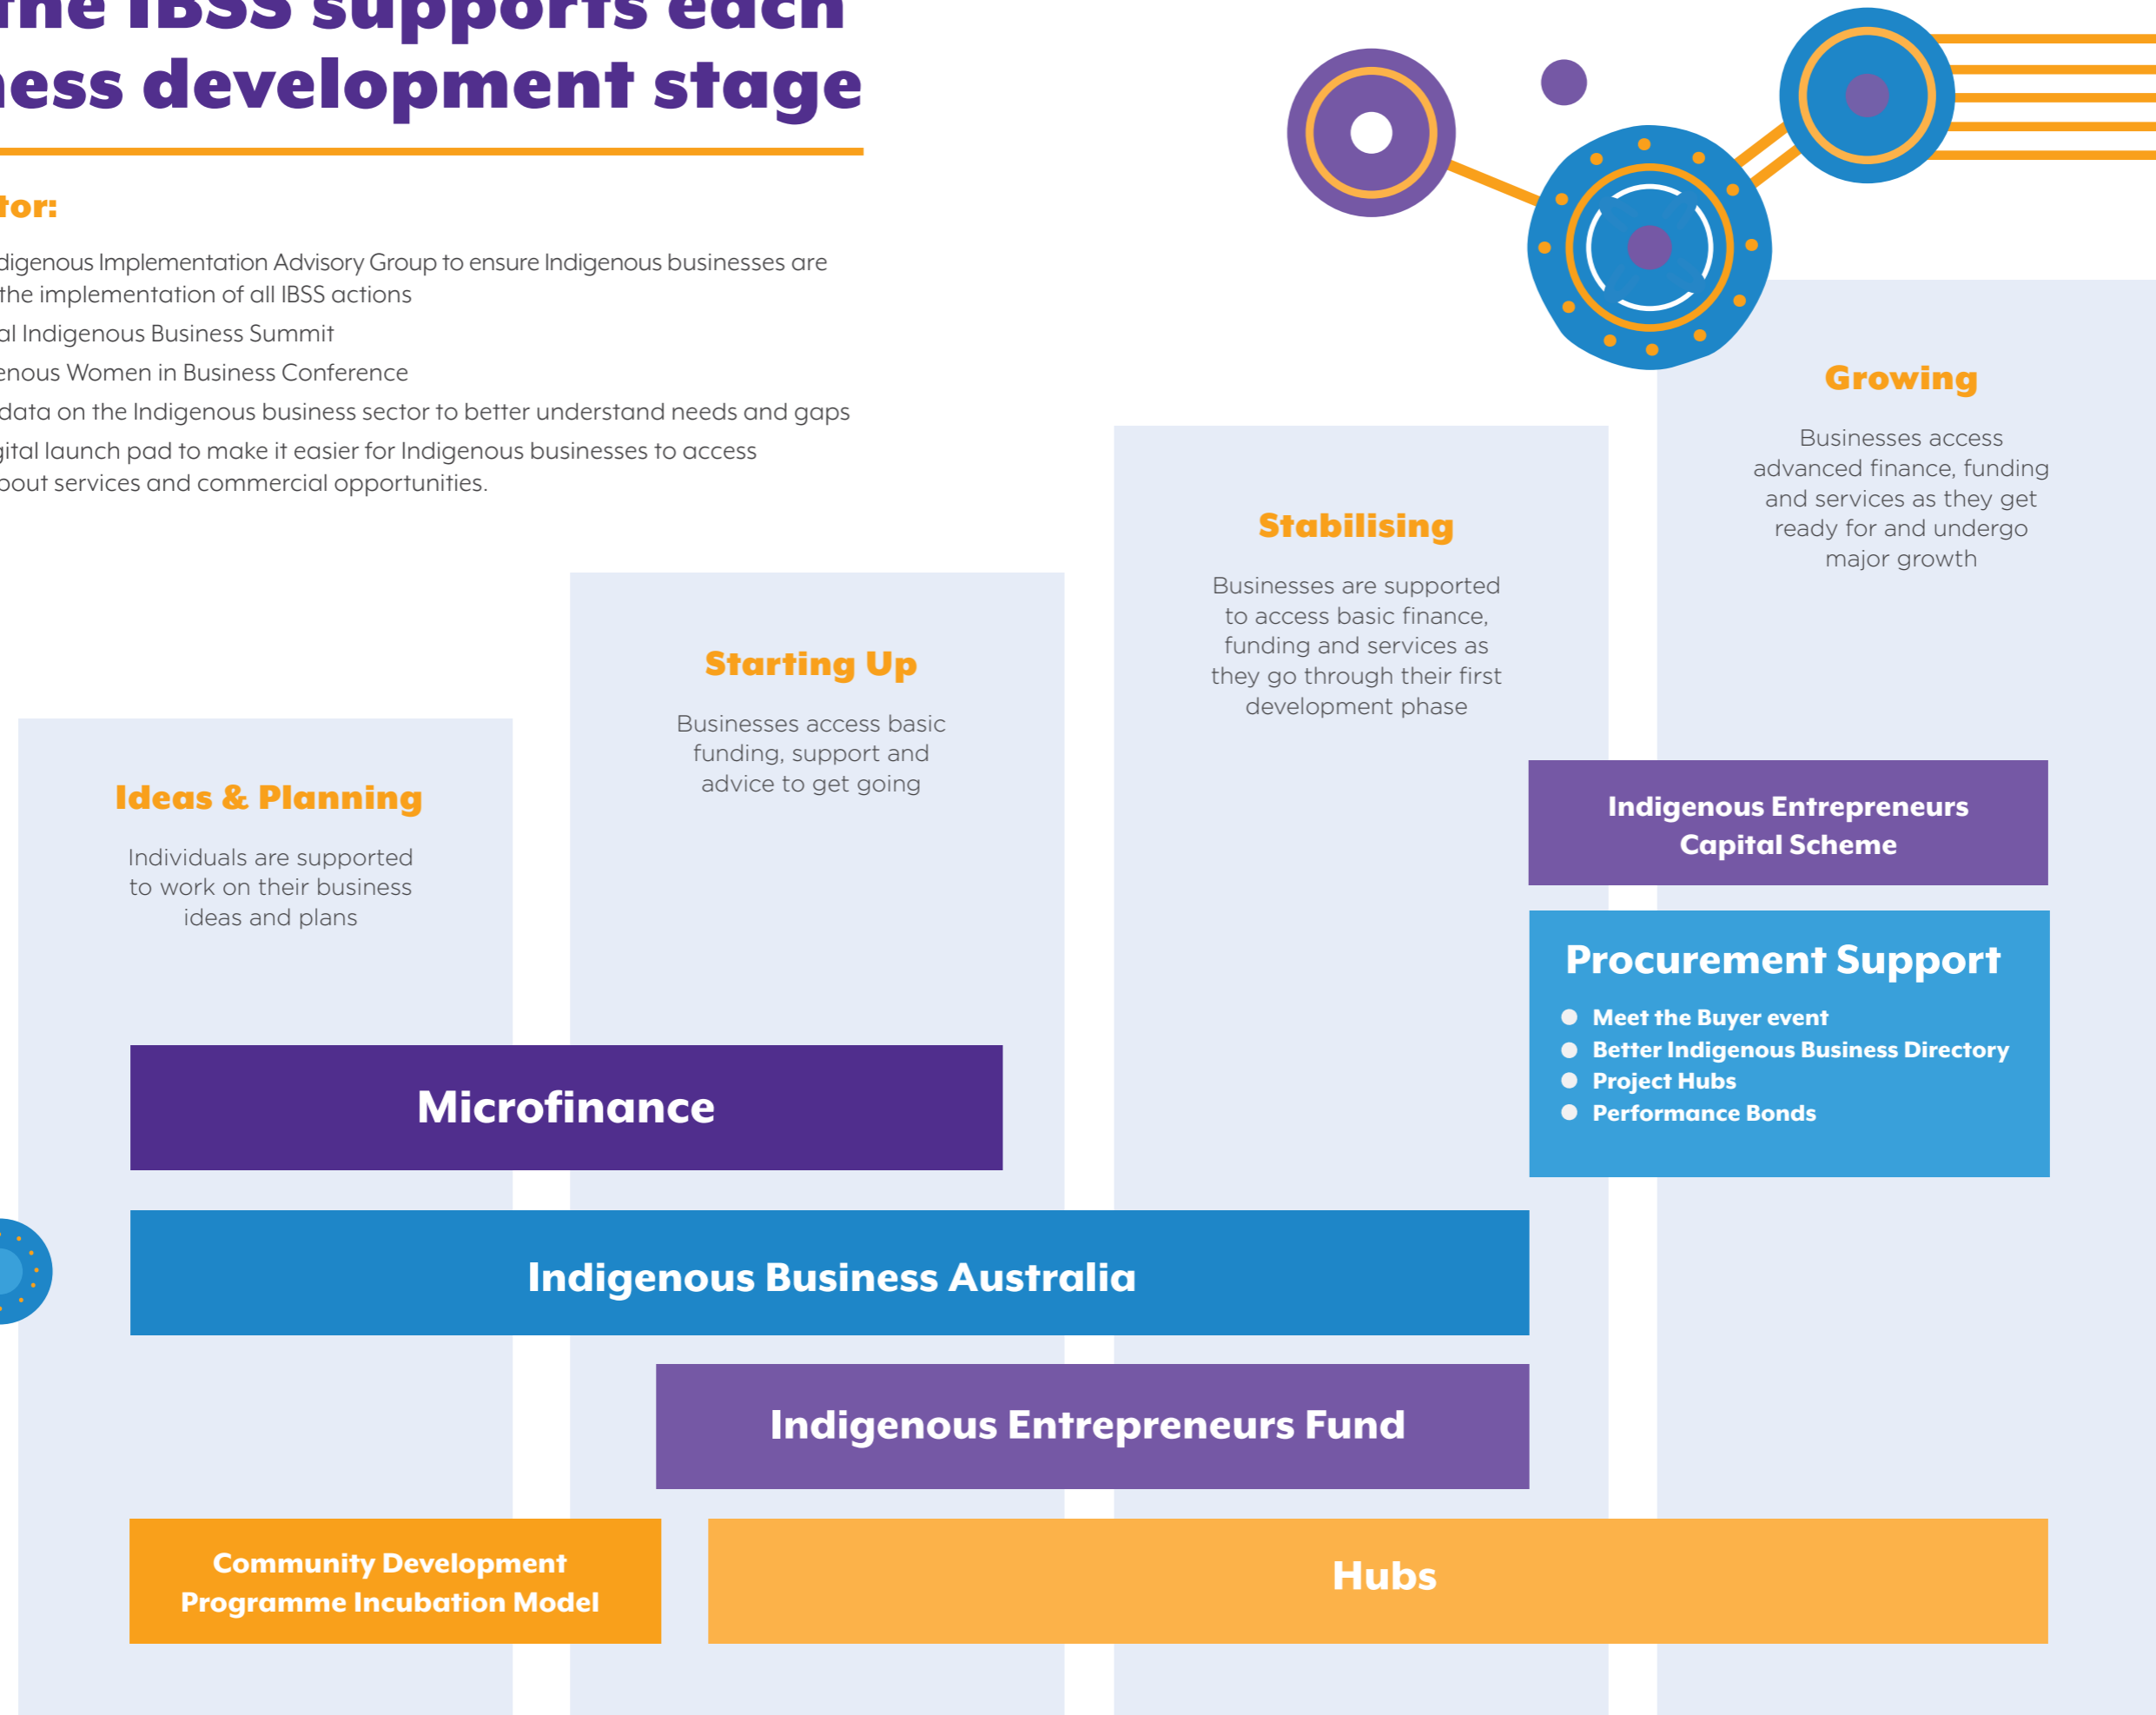 the IBSS supports each
ness development stage
tor:
digenous Implementation Advisory Group to ensure Indigenous businesses are
the implementation of all IBSS actions
al Indigenous Business Summit
enous Women in Business Conference
data on the Indigenous business sector to better understand needs and gaps
gital launch pad to make it easier for Indigenous businesses to access
bout services and commercial opportunities.
Ideas & Planning
Individuals are supported
to work on their business
ideas and plans
Starting Up
Businesses access basic
funding, support and
advice to get going
Stabilising
Businesses are supported
to access basic finance,
funding and services as
they go through their first
development phase
Growing
Businesses access
advanced finance, funding
and services as they get
ready for and undergo
major growth
Indigenous Entrepreneurs
Capital Scheme
Procurement Support
Meet the Buyer event
Better Indigenous Business Directory
Project Hubs
Performance Bonds
Microfinance
Indigenous Business Australia
Indigenous Entrepreneurs Fund
Community Development
Programme Incubation Model
Hubs